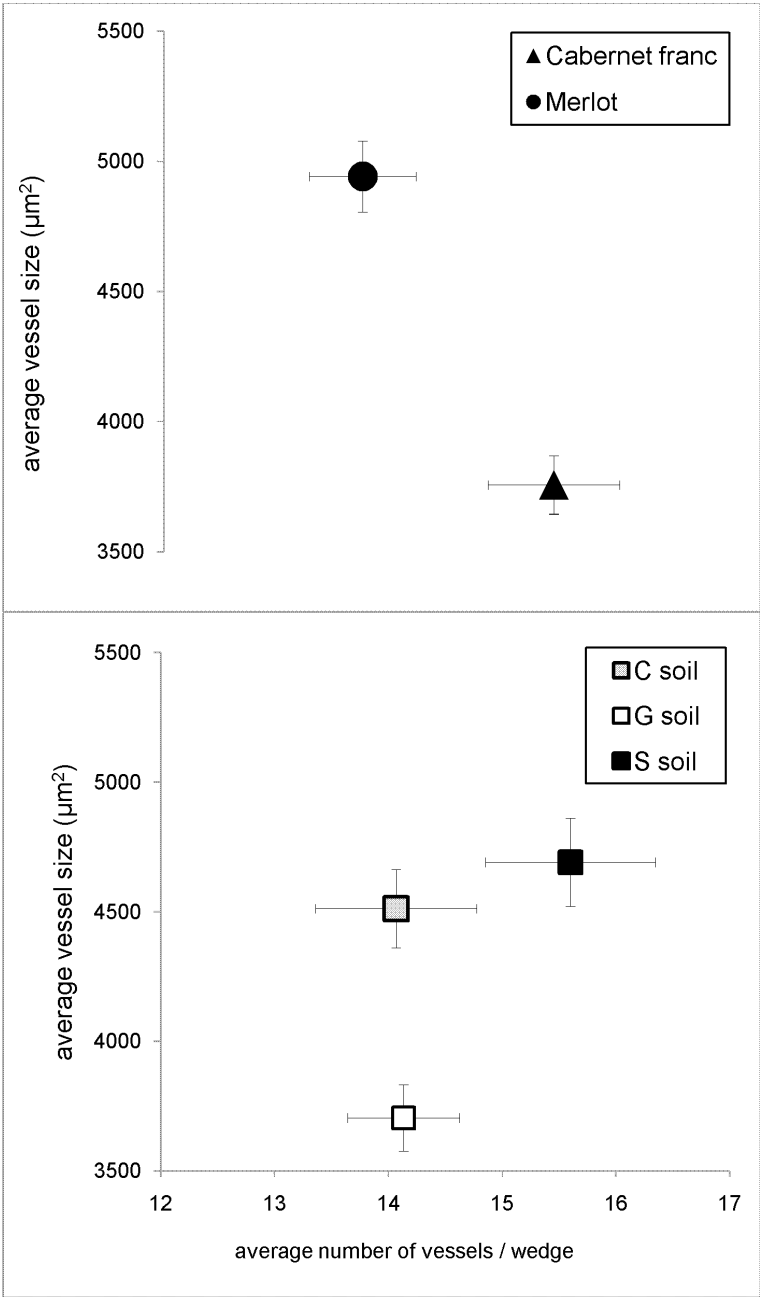 5500
5000
4500
4000
3500
average vessel size (µm²)
Cabernet franc
Merlot
5500
5000
4500
4000
3500
average vessel size (µm²)
C soil
G soil
S soil
12 13 14 15 16 17
average number of vessels / wedge